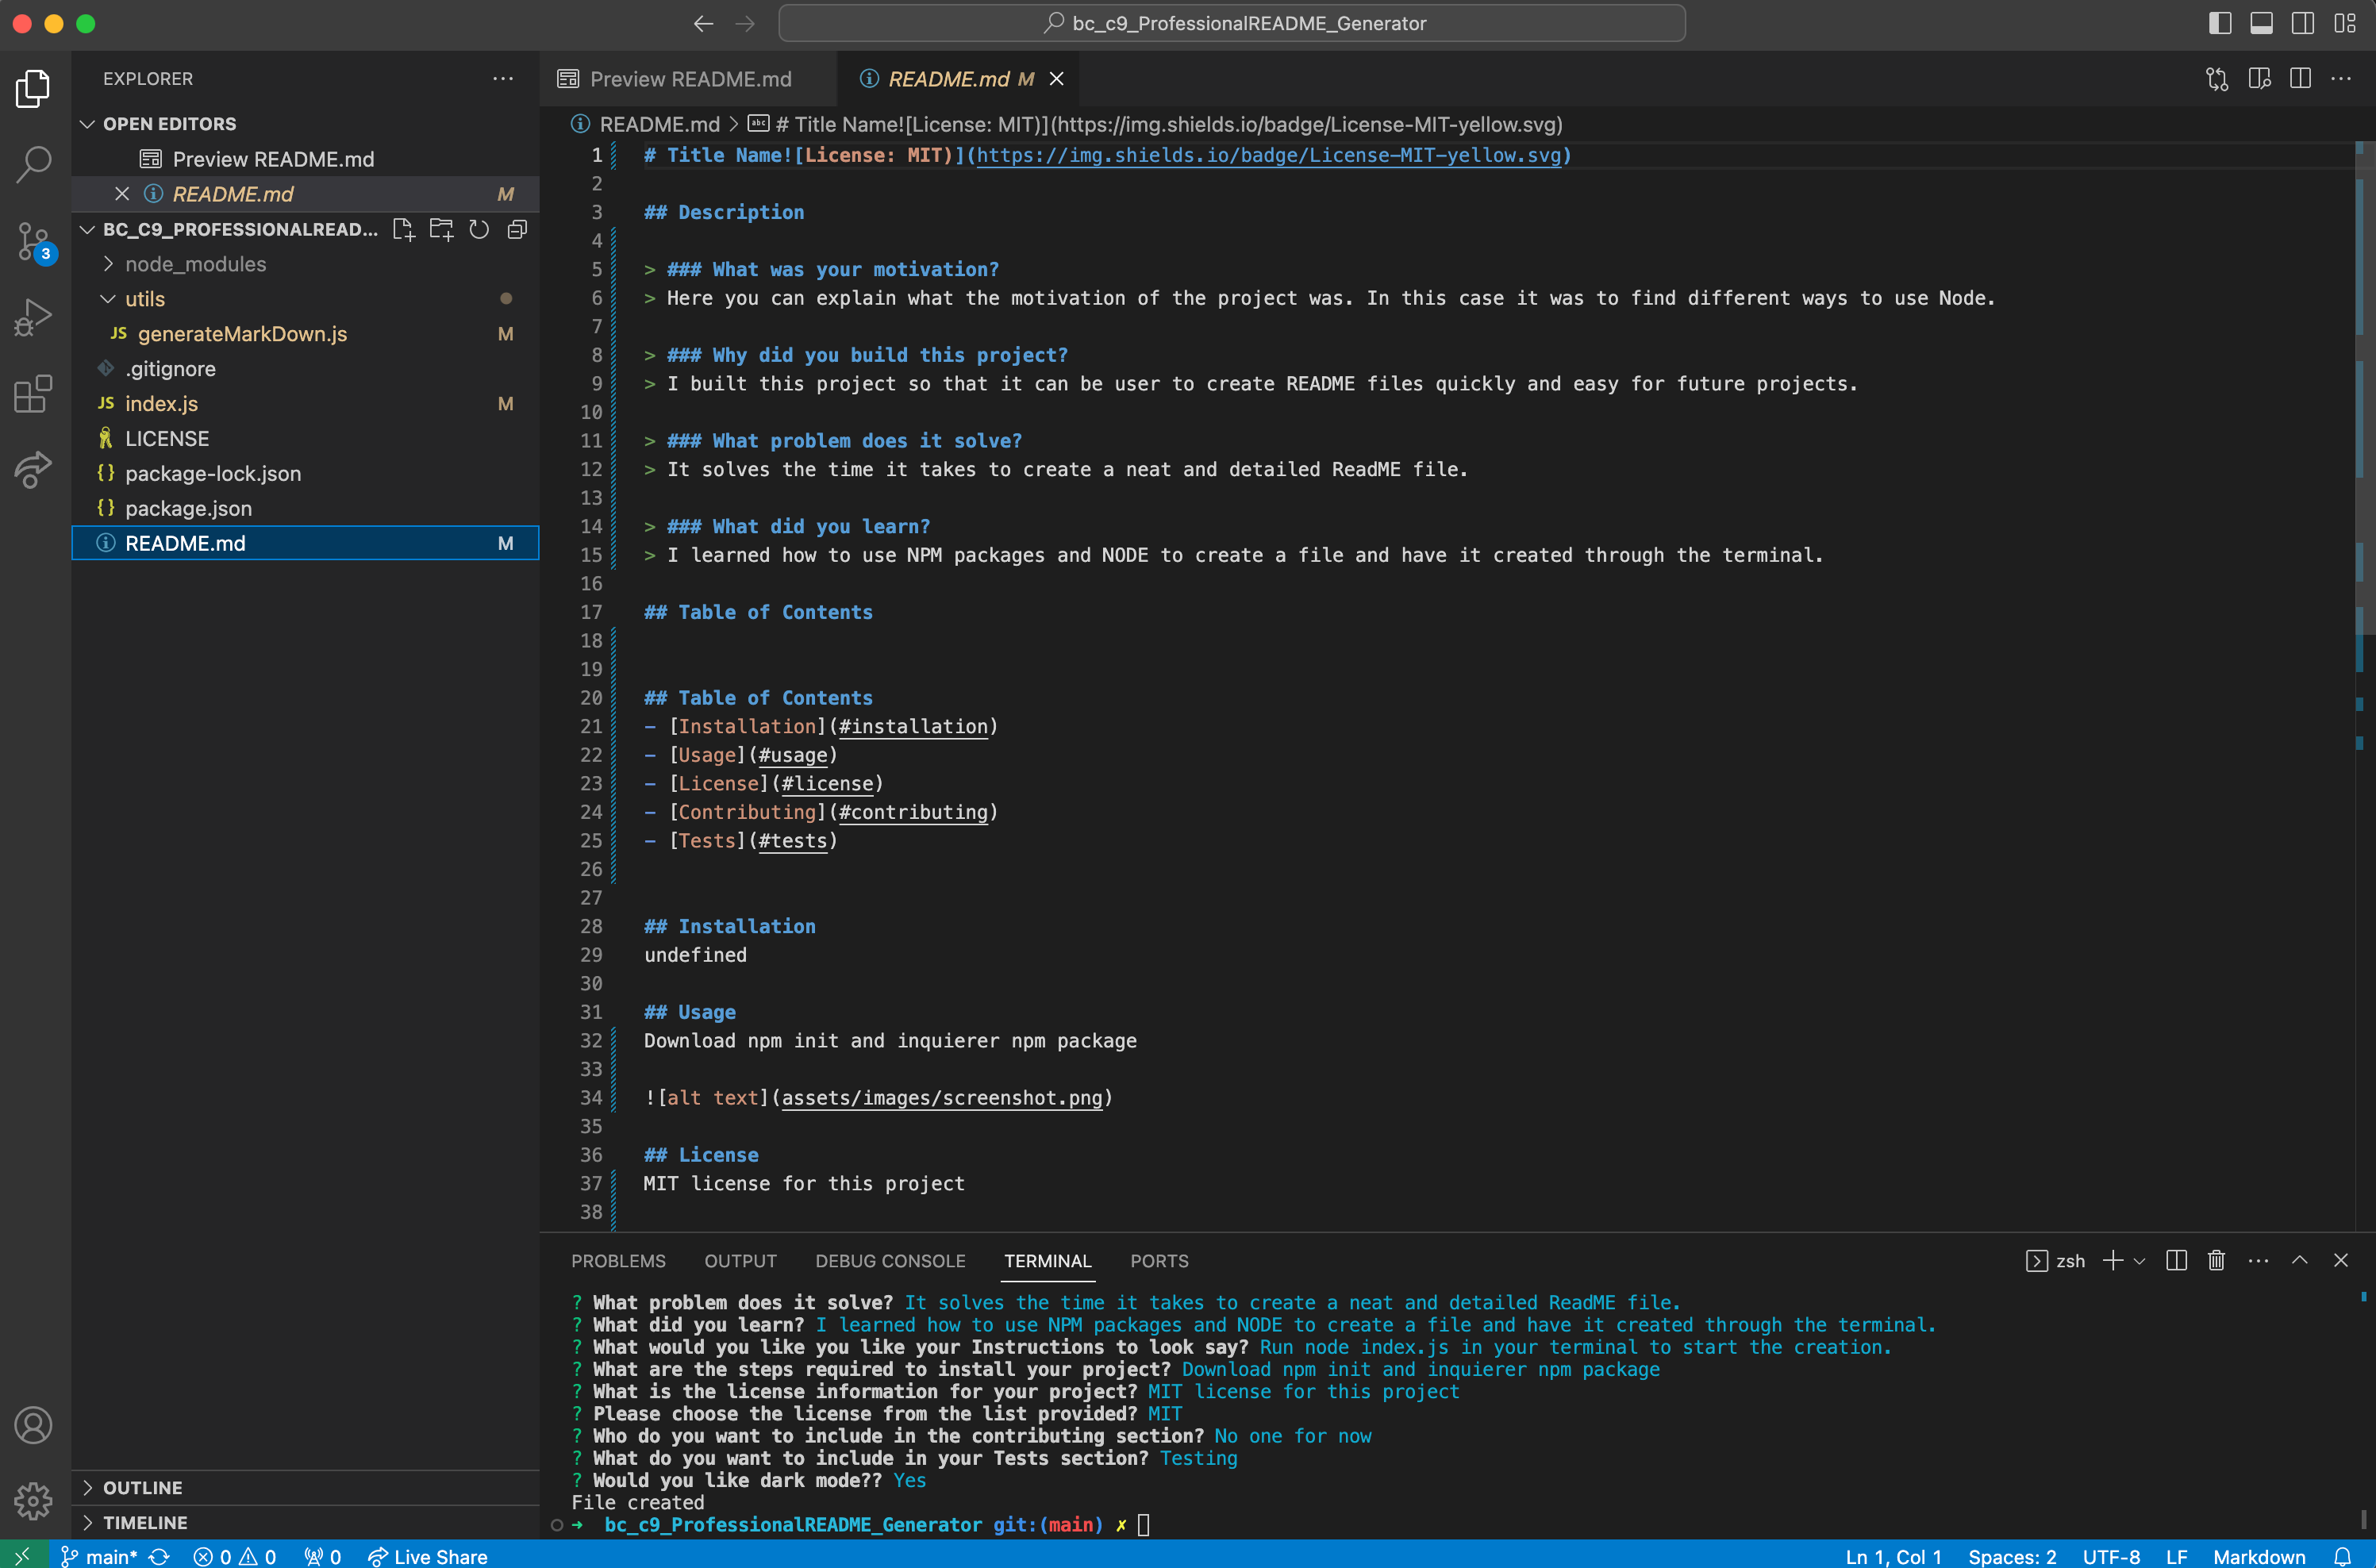 bc_c9_ProfessionalREADME_Generator
EXPLORER
OPEN EDITORS
Preview README.md
README.md M
BC_C9_PROFESSIONALREAD...
node_modules
utils
JS generateMarkDown.js M
.gitignore
JS index.js M
LICENSE
{} package-lock.json
{} package.json
README.md M
OUTLINE
TIMELINE
3
Preview README.md
README.md M
README.md > abc # Title Name![License: MIT)](https://img.shields.io/badge/License-MIT-yellow.svg)
1 # Title Name![License: MIT)](https://img.shields.io/badge/License-MIT-yellow.svg)
2
3 ## Description
4
5 > ### What was your motivation?
6 > Here you can explain what the motivation of the project was. In this case it was to find different ways to use Node.
7
8 > ### Why did you build this project?
9 > I built this project so that it can be user to create README files quickly and easy for future projects.
10
11 > ### What problem does it solve?
12 > It solves the time it takes to create a neat and detailed ReadME file.
13
14 > ### What did you learn?
15 > I learned how to use NPM packages and NODE to create a file and have it created through the terminal.
16
17 ## Table of Contents
18
19
20 ## Table of Contents
21 - [Installation](#installation)
22 - [Usage](#usage)
23 - [License](#license)
24 - [Contributing](#contributing)
25 - [Tests](#tests)
26
27
28 ## Installation
29 undefined
30
31 ## Usage
32 Download npm init and inquierer npm package
33
34 ![alt text](assets/images/screenshot.png)
35
36 ## License
37 MIT license for this project
38
PROBLEMS OUTPUT DEBUG CONSOLE TERMINAL PORTS
zsh
? What problem does it solve? It solves the time it takes to create a neat and detailed ReadME file.
? What did you learn? I learned how to use NPM packages and NODE to create a file and have it created through the terminal.
? What would you like you like your Instructions to look say? Run node index.js in your terminal to start the creation.
? What are the steps required to install your project? Download npm init and inquierer npm package
? What is the license information for your project? MIT license for this project
? Please choose the license from the list provided? MIT
? Who do you want to include in the contributing section? No one for now
? What do you want to include in your Tests section? Testing
? Would you like dark mode?? Yes
File created
➜ bc_c9_ProfessionalREADME_Generator git:(main) ✗
main* 0 0 0 Live Share
Ln 1, Col 1 Spaces: 2 UTF-8 LF Markdown